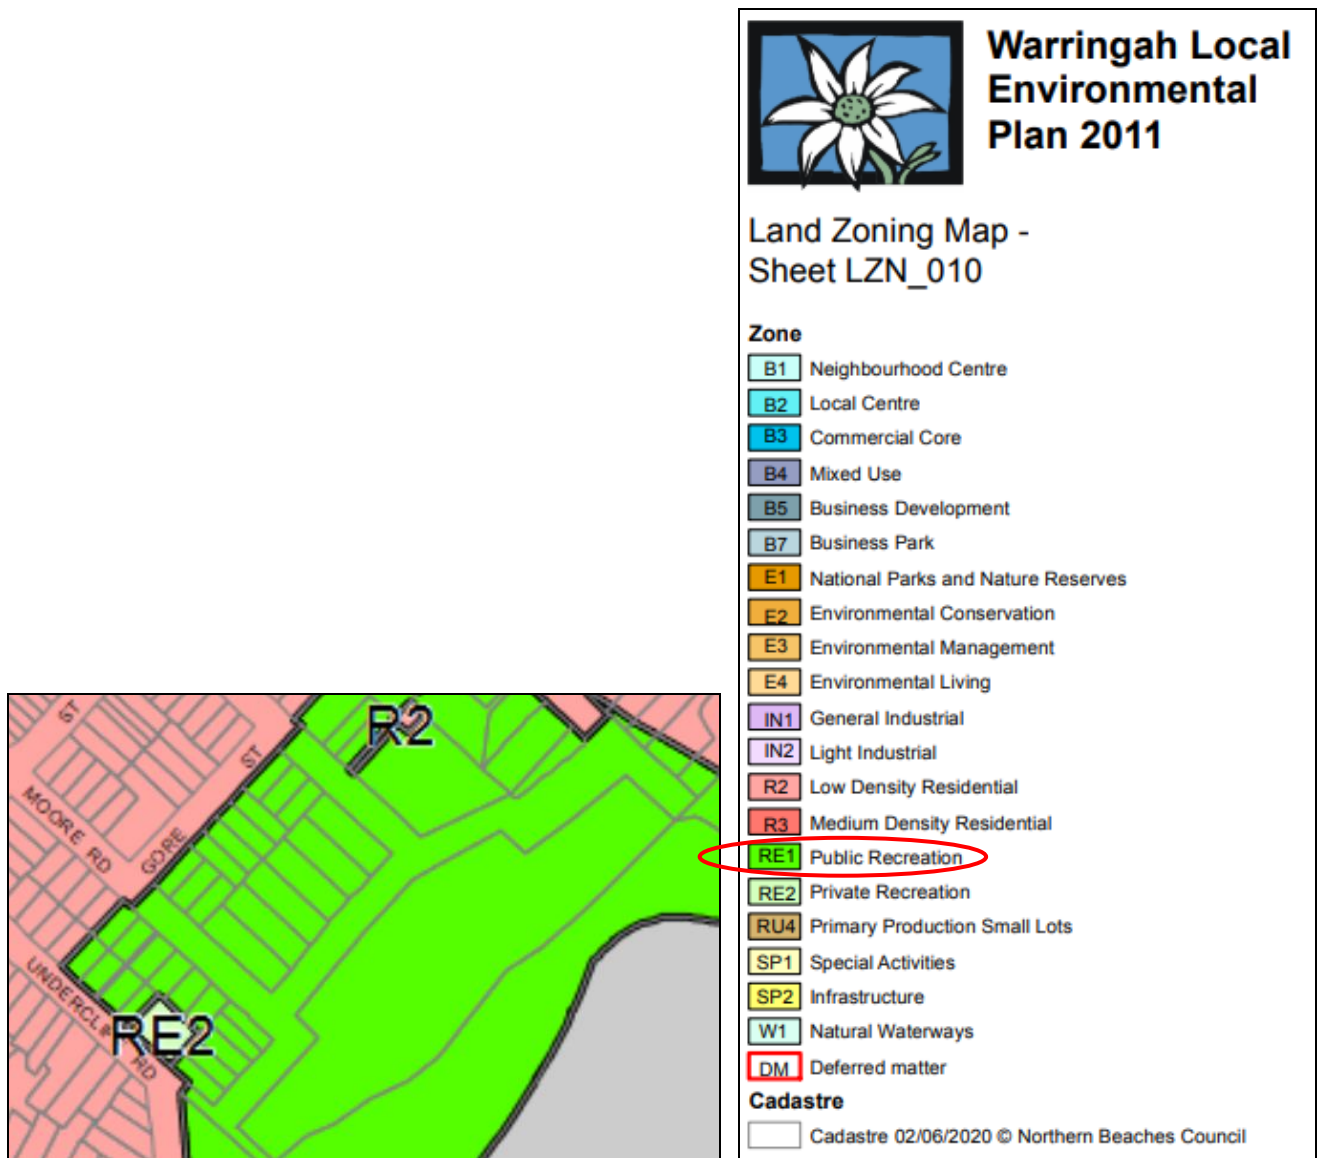 Warringah Local
Environmental
Plan 2011
Land Zoning Map -
Sheet LZN_010
Zone
B1 Neighbourhood Centre
B2 Local Centre
B3 Commercial Core
B4 Mixed Use
B5 Business Development
B7 Business Park
E1 National Parks and Nature Reserves
E2 Environmental Conservation
E3 Environmental Management
E4 Environmental Living
IN1 General Industrial
IN2 Light Industrial
R2 Low Density Residential
R3 Medium Density Residential
RE1 Public Recreation
RE2 Private Recreation
RU4 Primary Production Small Lots
SP1 Special Activities
SP2 Infrastructure
W1 Natural Waterways
DM Deferred matter
Cadastre
Cadastre 02/06/2020 © Northern Beaches Council
ST
R2
MOORE RD
GORE ST
RD
RE2